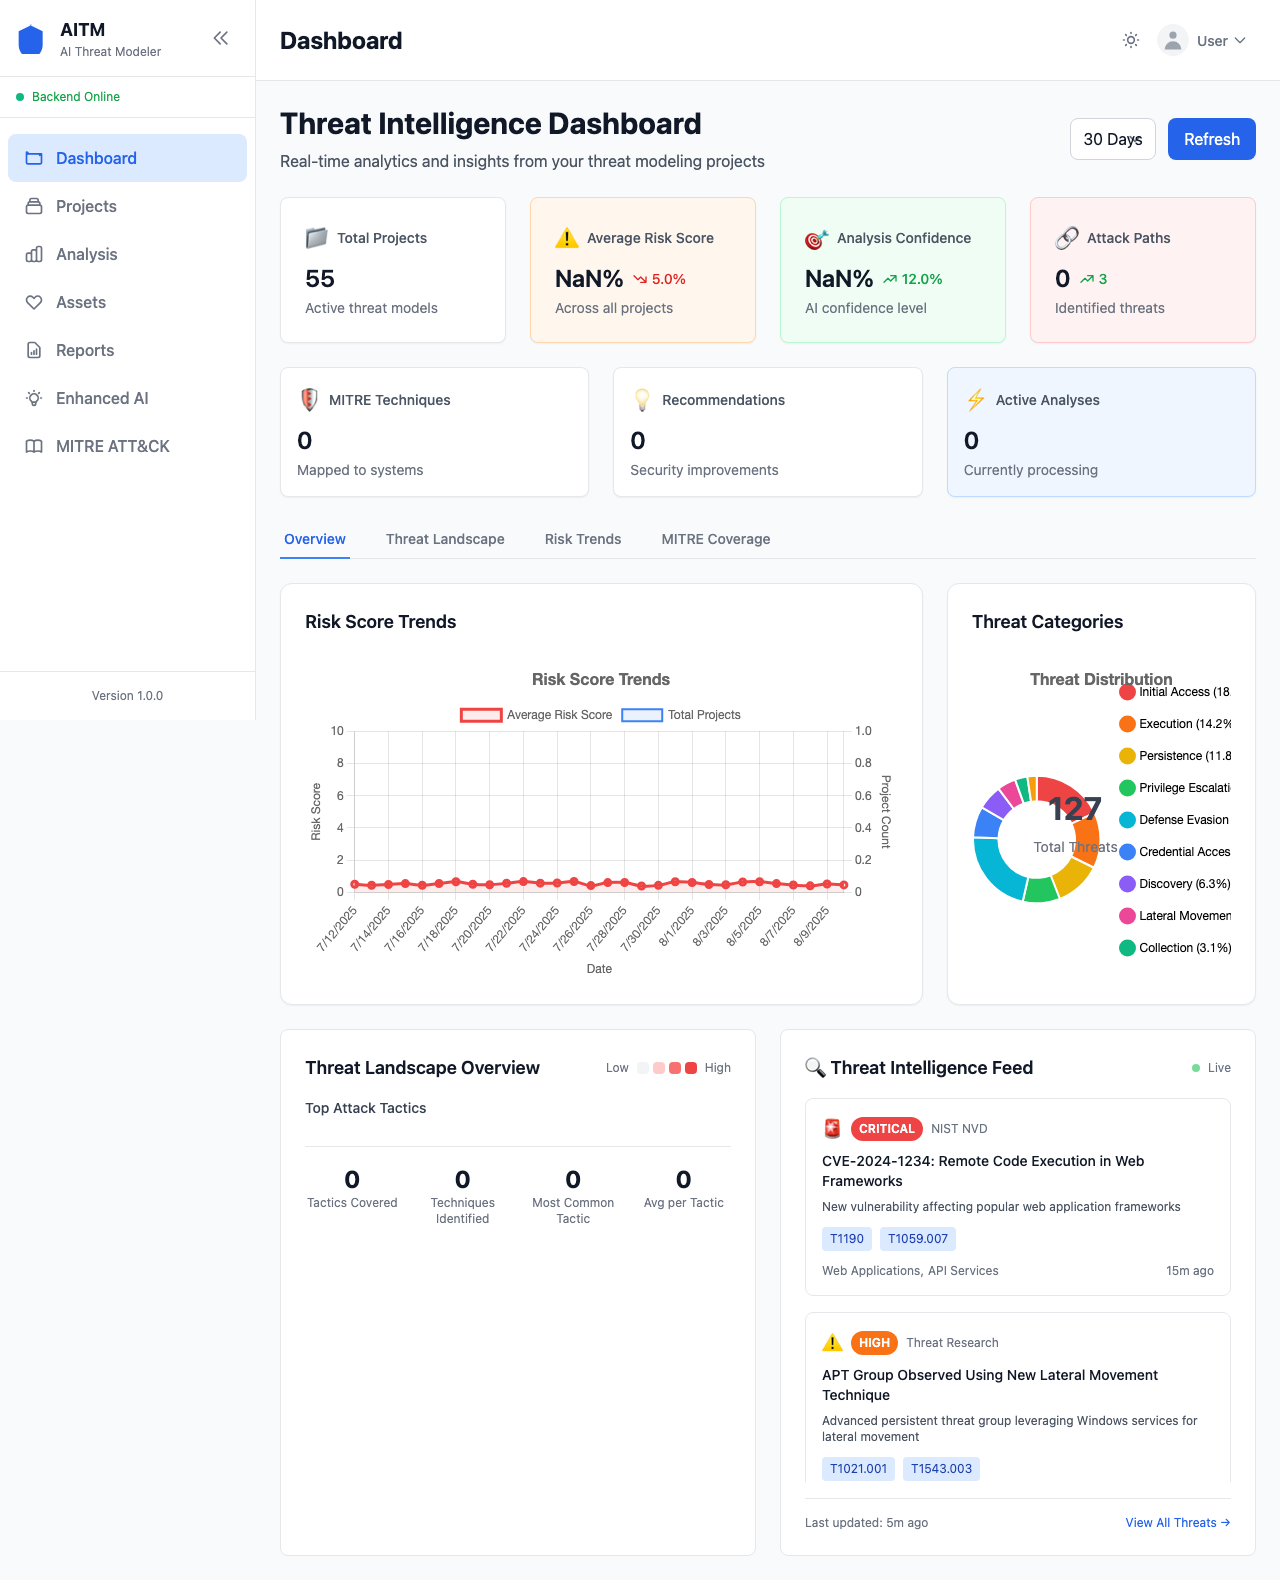 AITM
AI Threat Modeler
Backend Online
Dashboard
Projects
Analysis
Assets
Reports
Enhanced AI
MITRE ATT&CK
Version 1.0.0
Dashboard
User
Threat Intelligence Dashboard
Real-time analytics and insights from your threat modeling projects
30 Days
Refresh
Total Projects
55
Active threat models
Average Risk Score
NaN% 5.0%
Across all projects
Analysis Confidence
NaN% 12.0%
AI confidence level
Attack Paths
0 3
Identified threats
MITRE Techniques
0
Mapped to systems
Recommendations
0
Security improvements
Active Analyses
0
Currently processing
Overview
Threat Landscape
Risk Trends
MITRE Coverage
Risk Score Trends
Risk Score Trends
Average Risk Score
Total Projects
Risk Score
10
8
6
4
2
0
1.0
0.8
0.6
0.4
0.2
0
Project Count
7/12/2025
7/14/2025
7/16/2025
7/18/2025
7/20/2025
7/22/2025
7/24/2025
7/26/2025
7/28/2025
7/30/2025
8/1/2025
8/3/2025
8/5/2025
8/7/2025
8/9/2025
Date
Threat Categories
Threat Distribution
Initial Access (18.
Execution (14.2%
Persistence (11.8
Privilege Escalati
Defense Evasion
Credential Acces
Discovery (6.3%)
Lateral Movemen
Collection (3.1%)
127
Total Threats
Threat Landscape Overview
Low
High
Top Attack Tactics
0
Tactics Covered
0
Techniques
Identified
0
Most Common
Tactic
0
Avg per Tactic
Threat Intelligence Feed
Live
CRITICAL
NIST NVD
CVE-2024-1234: Remote Code Execution in Web
Frameworks
New vulnerability affecting popular web application frameworks
T1190
T1059.007
Web Applications, API Services
15m ago
HIGH
Threat Research
APT Group Observed Using New Lateral Movement
Technique
Advanced persistent threat group leveraging Windows services for
lateral movement
T1021.001
T1543.003
Last updated: 5m ago
View All Threats →